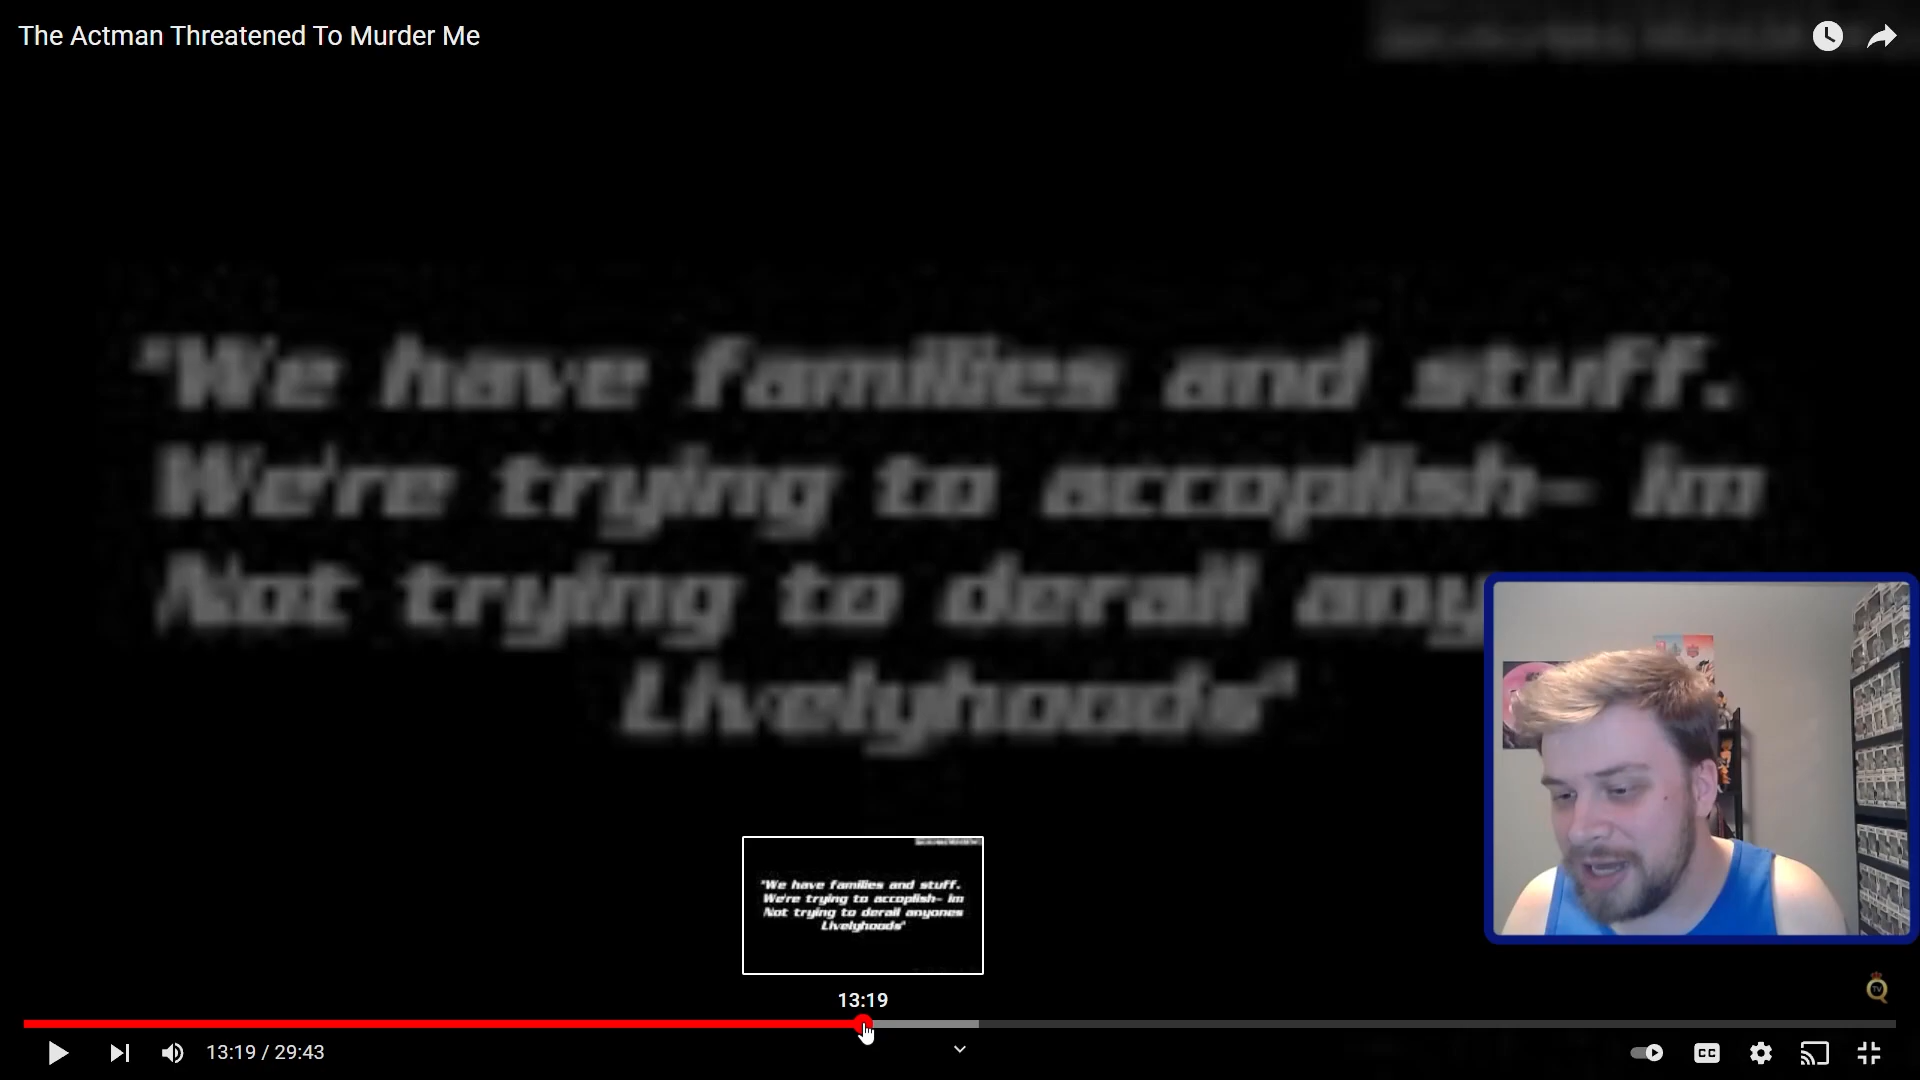 The Actman Threatened To Murder Me
"We have families and stuff.
We're trying to accoplish- im
Not trying to derail any
Livelyhoods"
"We have families and stuff.
We're trying to accoplish- im
Not trying to derail anyones
Livelyhoods"
13:19
13:19 / 29:43
CC
TV